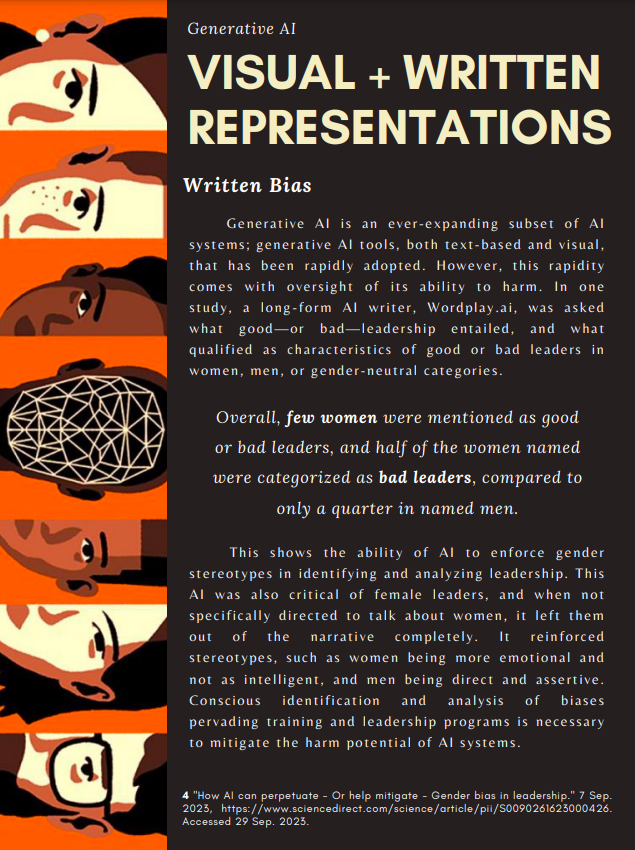 Generative AI
VISUAL + WRITTEN
REPRESENTATIONS
Written Bias
Generative AI is an ever-expanding subset of AI
systems; generative AI tools, both text-based and visual,
that has been rapidly adopted. However, this rapidity
comes with oversight of its ability to harm. In one
study, a long-form AI writer, Wordplay.ai, was asked
what good—or bad—leadership entailed, and what
qualified as characteristics of good or bad leaders in
women, men, or gender-neutral categories.
Overall, few women were mentioned as good
or bad leaders, and half of the women named
were categorized as bad leaders, compared to
only a quarter in named men.
This shows the ability of AI to enforce gender
stereotypes in identifying and analyzing leadership. This
AI was also critical of female leaders, and when not
specifically directed to talk about women, it left them
out of the narrative completely. It reinforced
stereotypes, such as women being more emotional and
not as intelligent, and men being direct and assertive.
Conscious identification and analysis of biases
pervading training and leadership programs is necessary
to mitigate the harm potential of AI systems.
4 "How AI can perpetuate - Or help mitigate - Gender bias in leadership." 7 Sep.
2023, https://www.sciencedirect.com/science/article/pii/S0090261623000426.
Accessed 29 Sep. 2023.